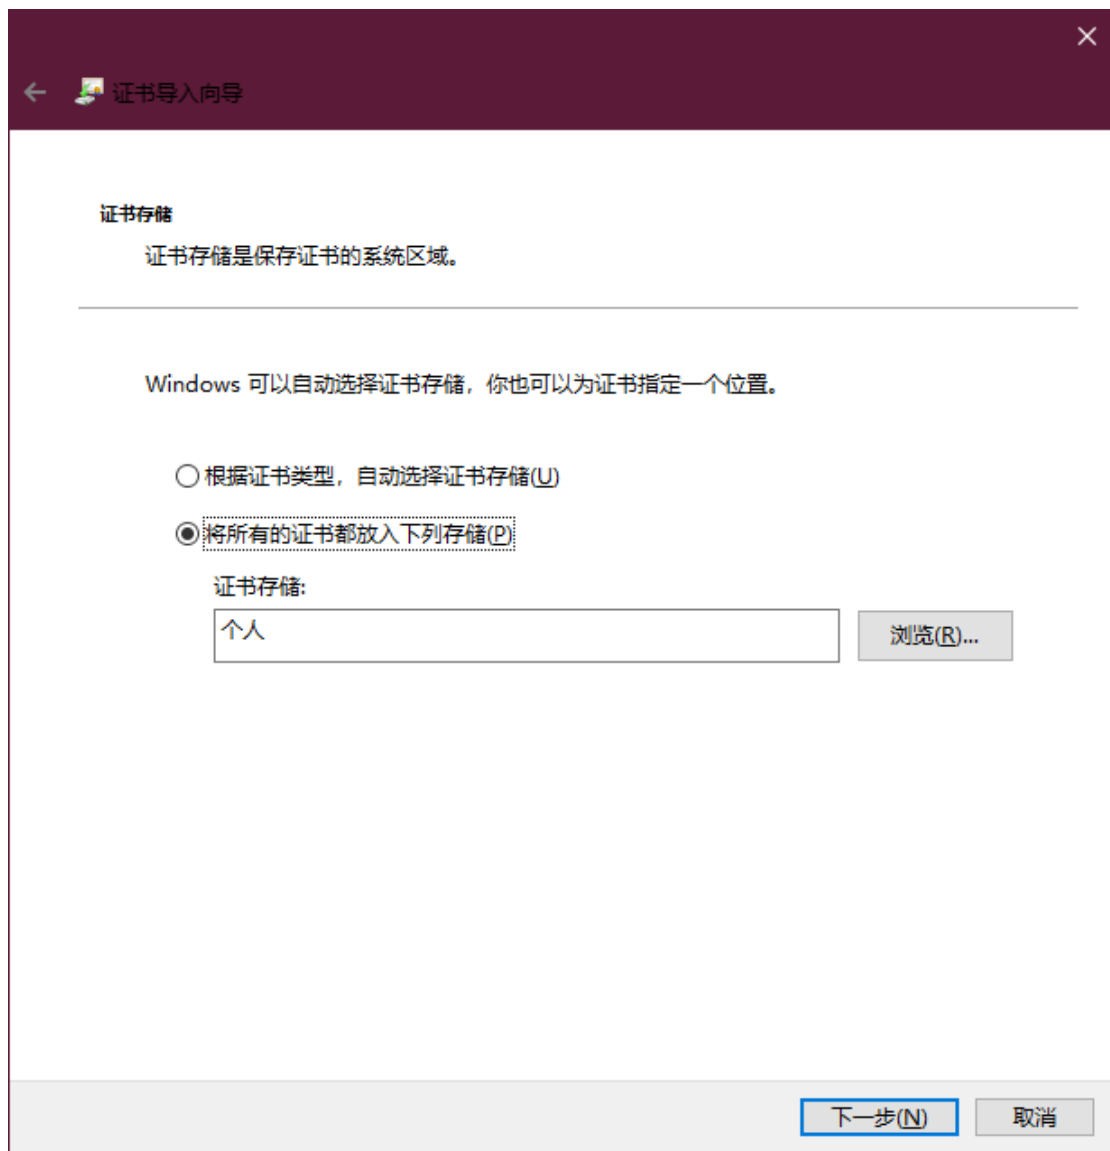 证书导入向导
证书存储
证书存储是保存证书的系统区域。
Windows 可以自动选择证书存储，你也可以为证书指定一个位置。
根据证书类型，自动选择证书存储(U)
将所有的证书都放入下列存储(P)
证书存储:
个人
浏览(R)...
下一步(N)
取消